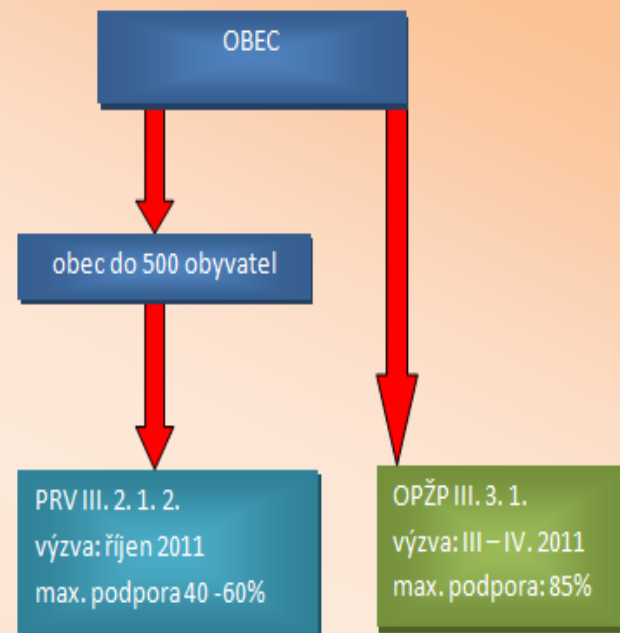 OBEC
obec do 500 obyvatel
PRV III. 2. 1. 2.
výzva: říjen 2011
max. podpora 40 -60%
OPŽP III. 3. 1.
výzva: III – IV. 2011
max. podpora: 85%